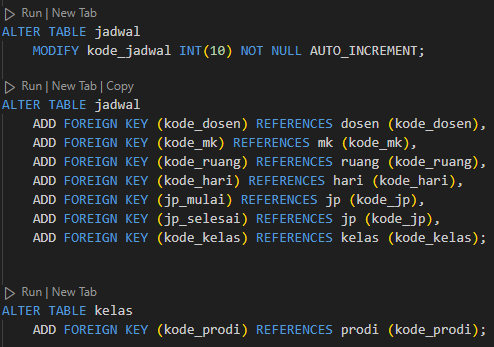 Run | New Tab
ALTER TABLE jadwal
MODIFY kode_jadwal INT(10) NOT NULL AUTO_INCREMENT;
Run | New Tab | Copy
ALTER TABLE jadwal
ADD FOREIGN KEY (kode_dosen) REFERENCES dosen (kode_dosen),
ADD FOREIGN KEY (kode_mk) REFERENCES mk (kode_mk),
ADD FOREIGN KEY (kode_ruang) REFERENCES ruang (kode_ruang),
ADD FOREIGN KEY (kode_hari) REFERENCES hari (kode_hari),
ADD FOREIGN KEY (jp_mulai) REFERENCES jp (kode_jp),
ADD FOREIGN KEY (jp_selesai) REFERENCES jp (kode_jp),
ADD FOREIGN KEY (kode_kelas) REFERENCES kelas (kode_kelas);
Run | New Tab
ALTER TABLE kelas
ADD FOREIGN KEY (kode_prodi) REFERENCES prodi (kode_prodi);